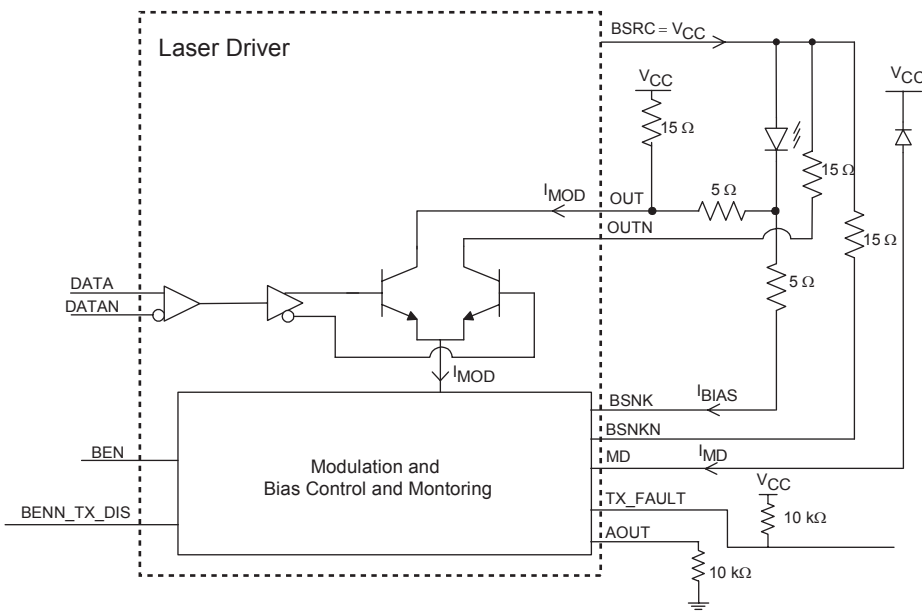 BSRC = VCC
Laser Driver
VCC
VCC
15 Ω
15 Ω
IMOD
OUT
5 Ω
OUTN
15 Ω
DATA
5 Ω
DATAN
IMOD
IBIAS
BSNK
BSNKN
BEN
Modulation and
Bias Control and Montoring
MD
IMD
VCC
TX_FAULT
10 kΩ
BENN_TX_DIS
AOUT
10 kΩ